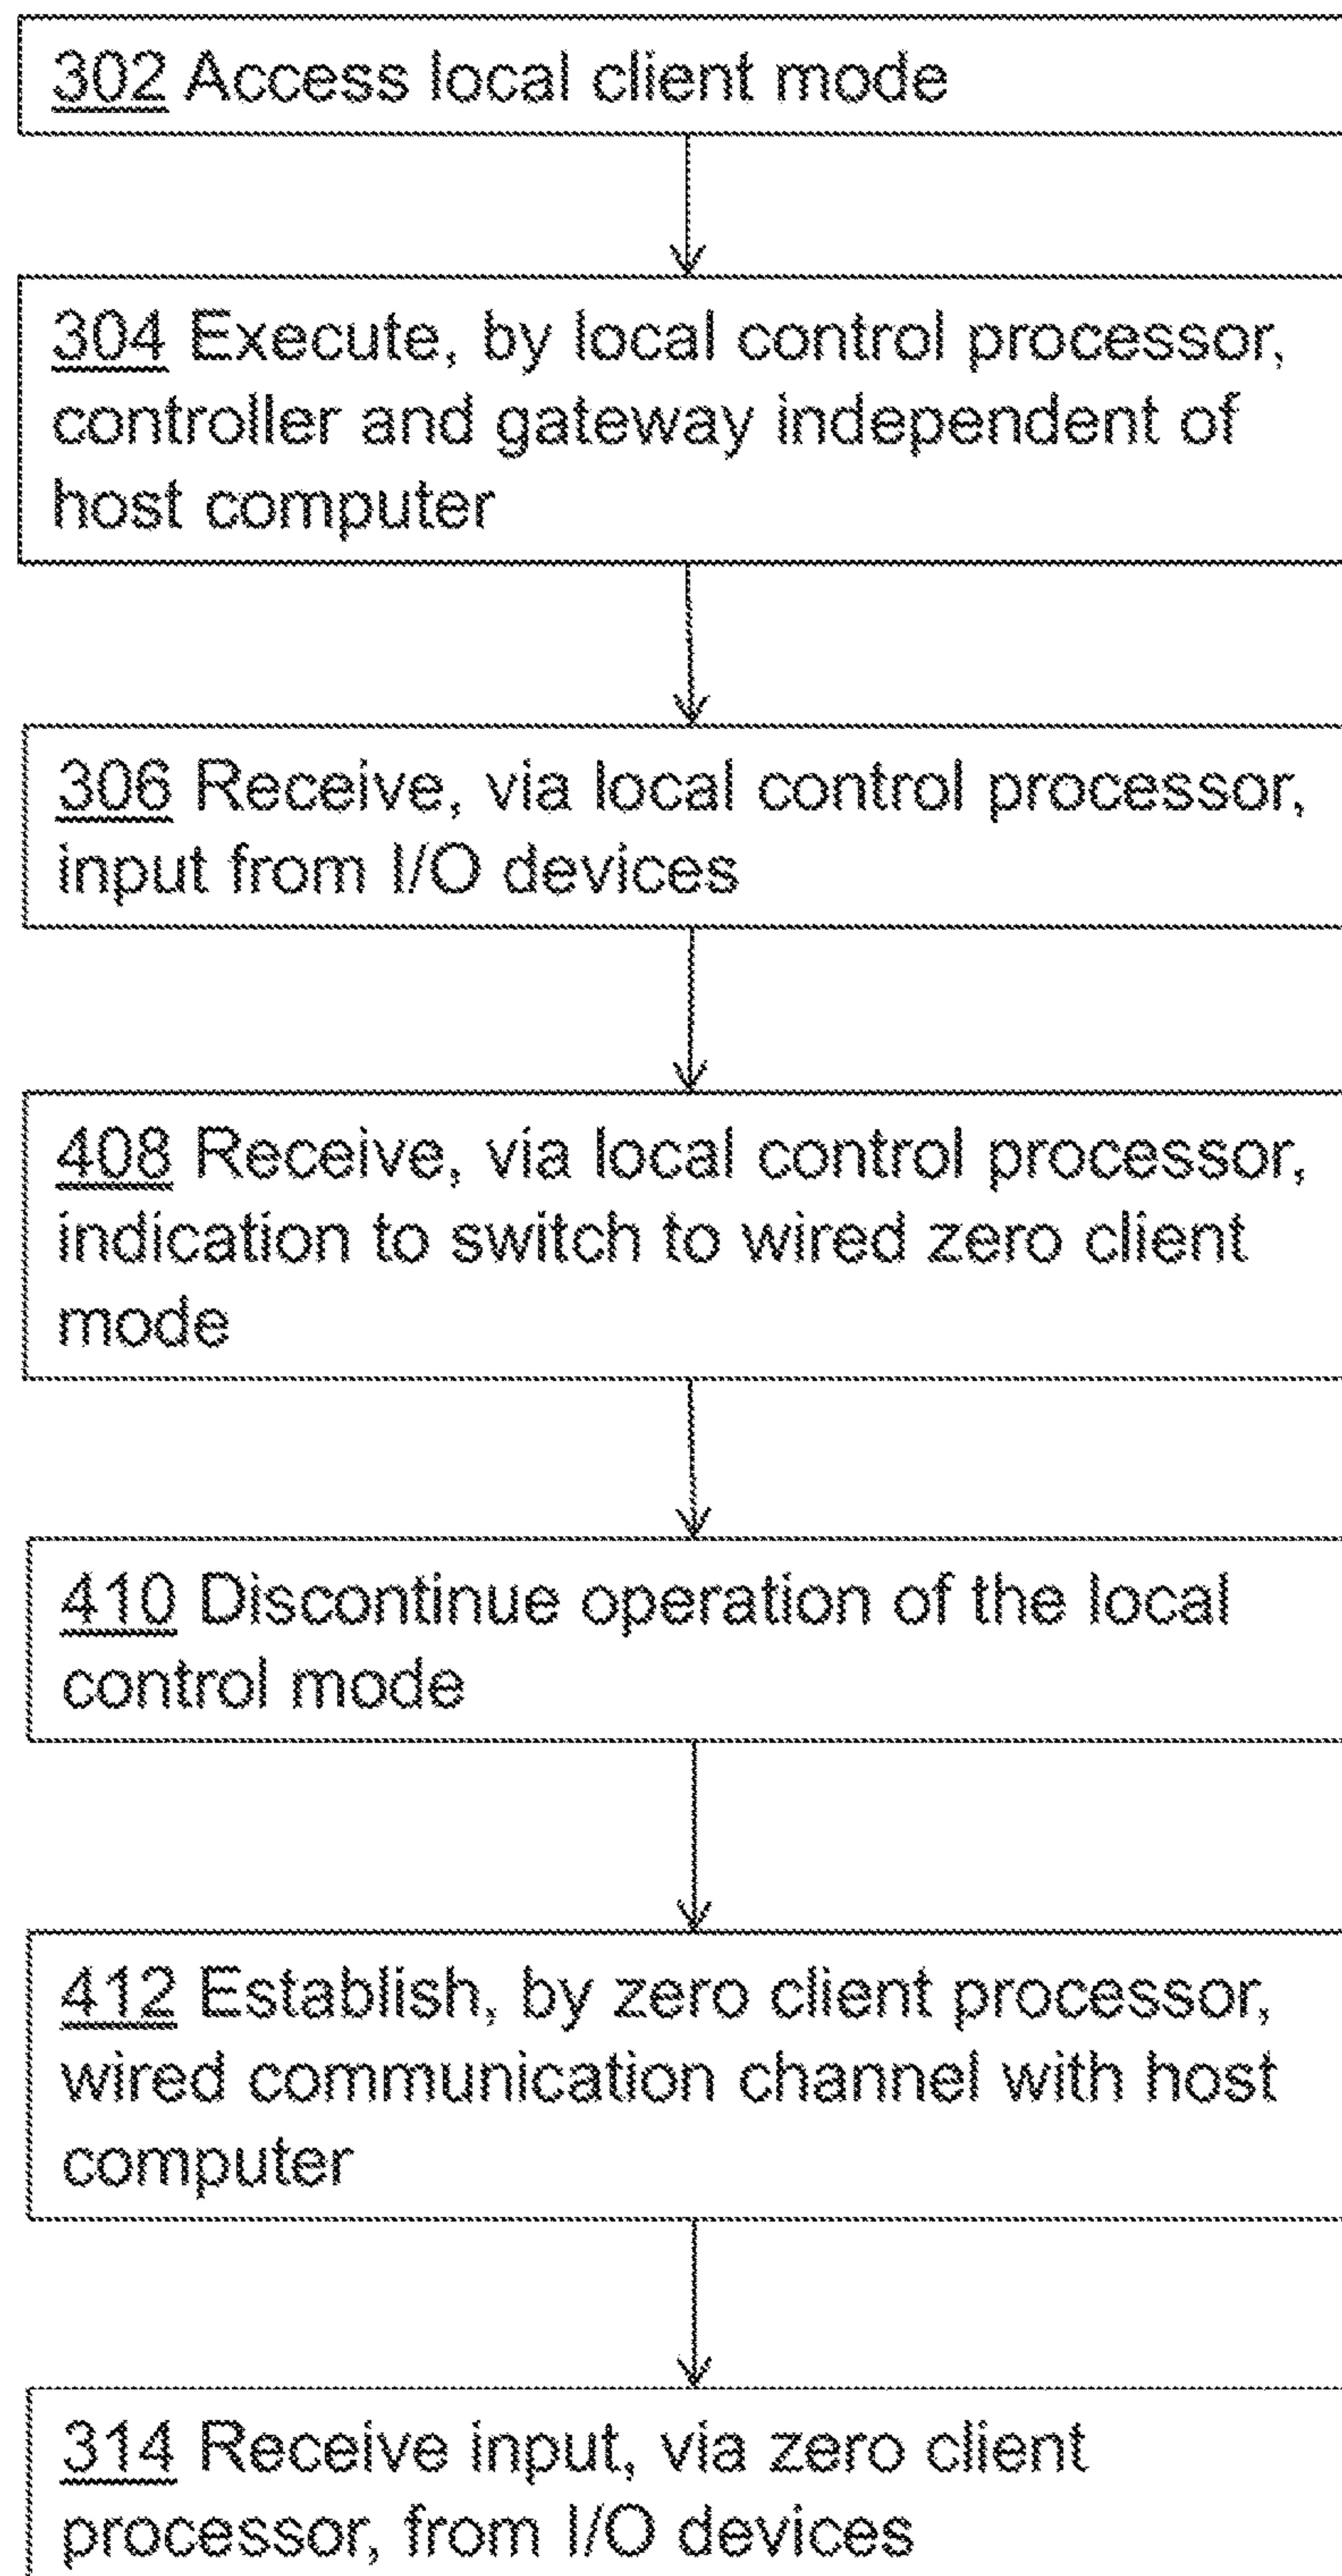 302 Access local client mode
304 Execute, by local control processor,
controller and gateway independent of
host computer
306 Receive, via local control processor,
input from I/O devices
408 Receive, via local control processor,
indication to switch to wired zero client
mode
410 Discontinue operation of the local
control mode
412 Establish, by zero client processor,
wired communication channel with host
computer
314 Receive input, via zero client
processor, from I/O devices